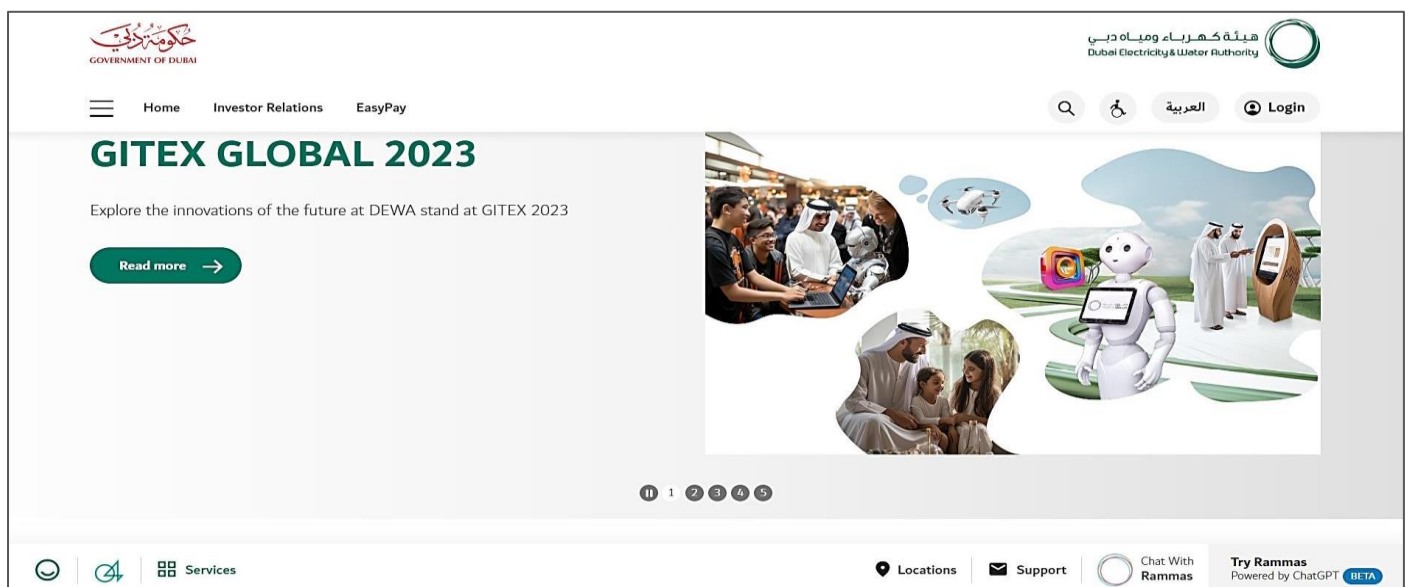 حكومة دبي
GOVERNMENT OF DUBAI
هيئة كهرباء ومياه دبي
Dubai Electricity & Water Authority
Home Investor Relations EasyPay
العربية Login
GITEX GLOBAL 2023
Explore the innovations of the future at DEWA stand at GITEX 2023
Read more
1 2 3 4 5
Services
Locations Support
Chat With
Rammas
Try Rammas
Powered by ChatGPT BETA